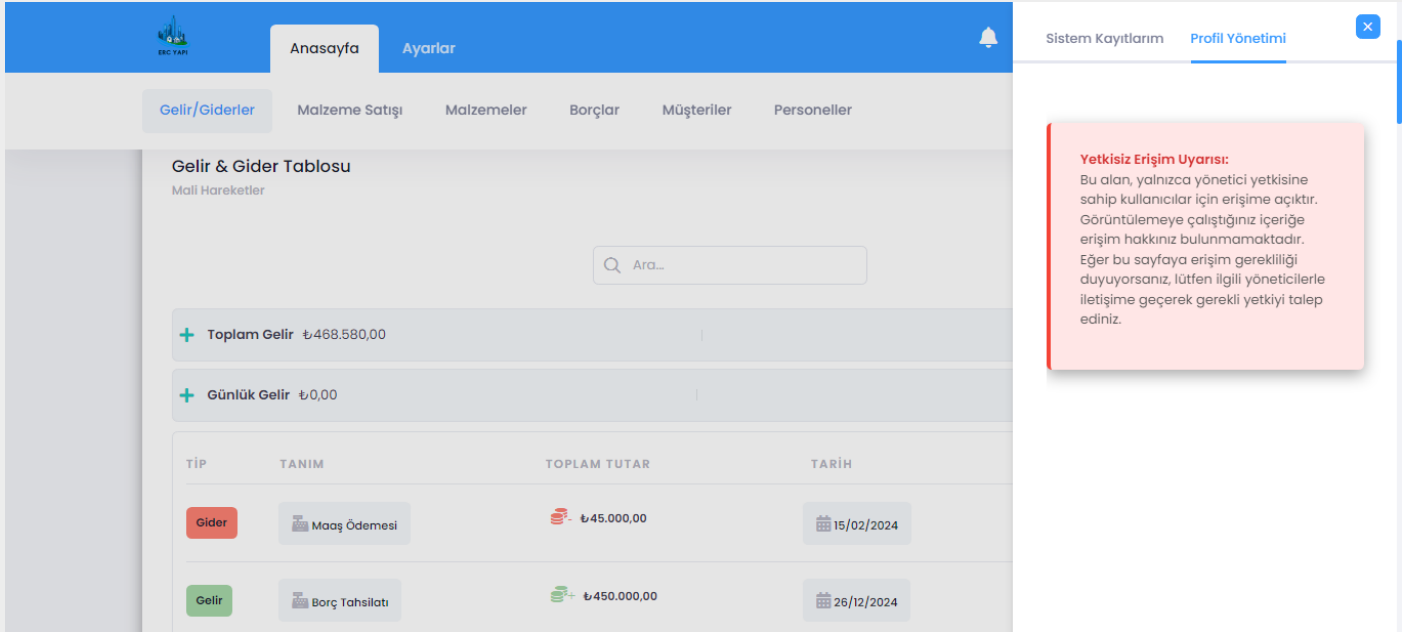 ERC YAPI
Anasayfa
Ayarlar
Gelir/Giderler
Malzeme Satışı
Malzemeler
Borçlar
Müşteriler
Personeller
Gelir & Gider Tablosu
Mali Hareketler
Ara...
Toplam Gelir ₺468.580,00
Günlük Gelir ₺0,00
TİP TANIM TOPLAM TUTAR TARİH
Gider Maaş Ödemesi ₺45.000,00 15/02/2024
Gelir Borç Tahsilatı ₺450.000,00 26/12/2024
Sistem Kayıtlarım
Profil Yönetimi
Yetkisiz Erişim Uyarısı:
Bu alan, yalnızca yönetici yetkisine
sahip kullanıcılar için erişime açıktır.
Görüntülemeye çalıştığınız içeriğe
erişim hakkınız bulunmamaktadır.
Eğer bu sayfaya erişim gerekliliği
duyuyorsanız, lütfen ilgili yöneticilerle
iletişime geçerek gerekli yetkiyi talep
ediniz.